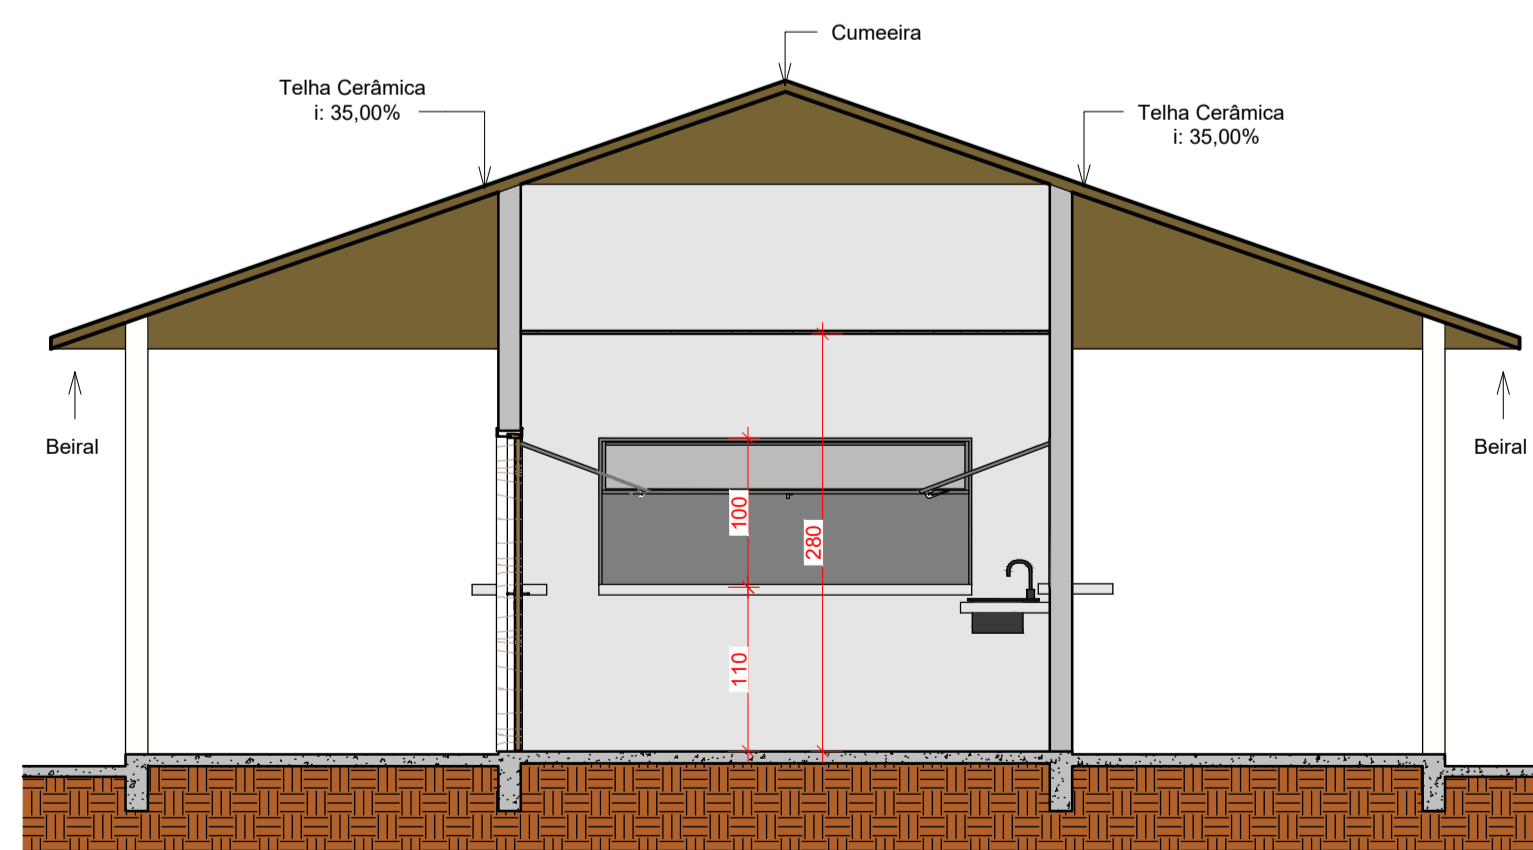 Cumeeira
Telha Cerâmica
i: 35,00%
Telha Cerâmica
i: 35,00%
Beiral
Beiral
100
280
110